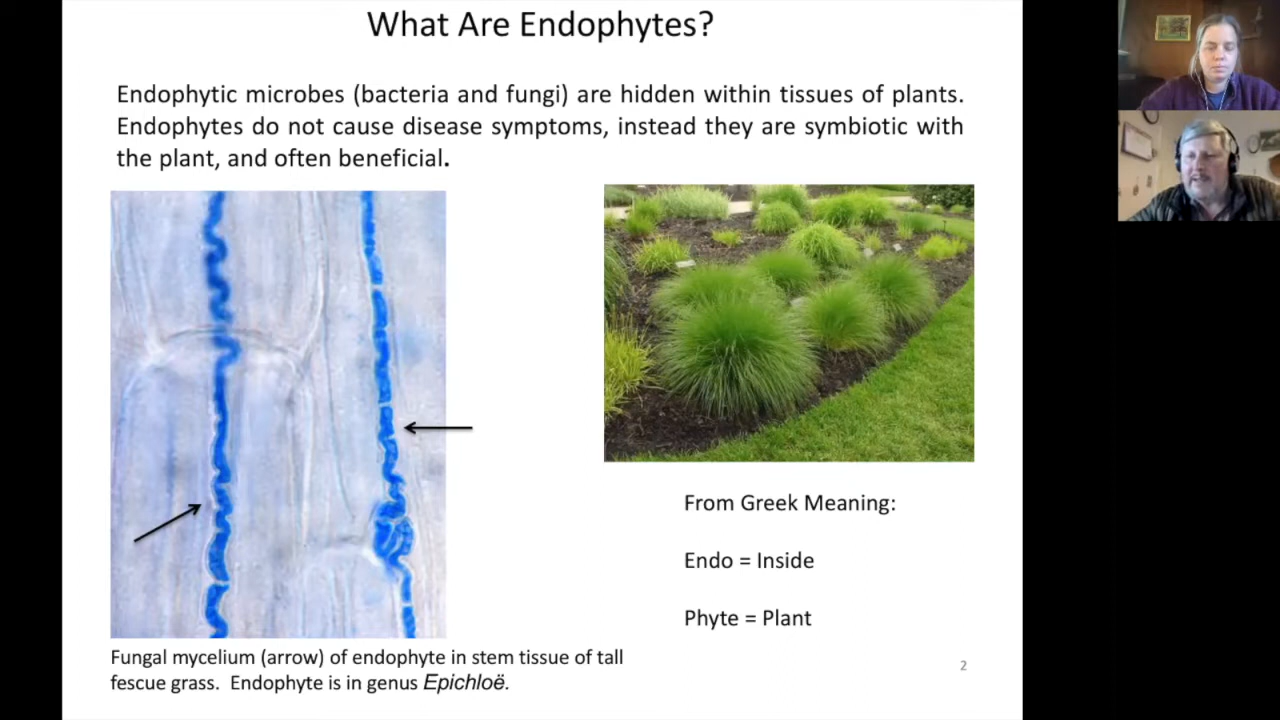 What Are Endophytes?
Endophytic microbes (bacteria and fungi) are hidden within tissues of plants.
Endophytes do not cause disease symptoms, instead they are symbiotic with
the plant, and often beneficial.
From Greek Meaning:
Endo = Inside
Phyte = Plant
Fungal mycelium (arrow) of endophyte in stem tissue of tall
fescue grass.  Endophyte is in genus Epichloë.
2